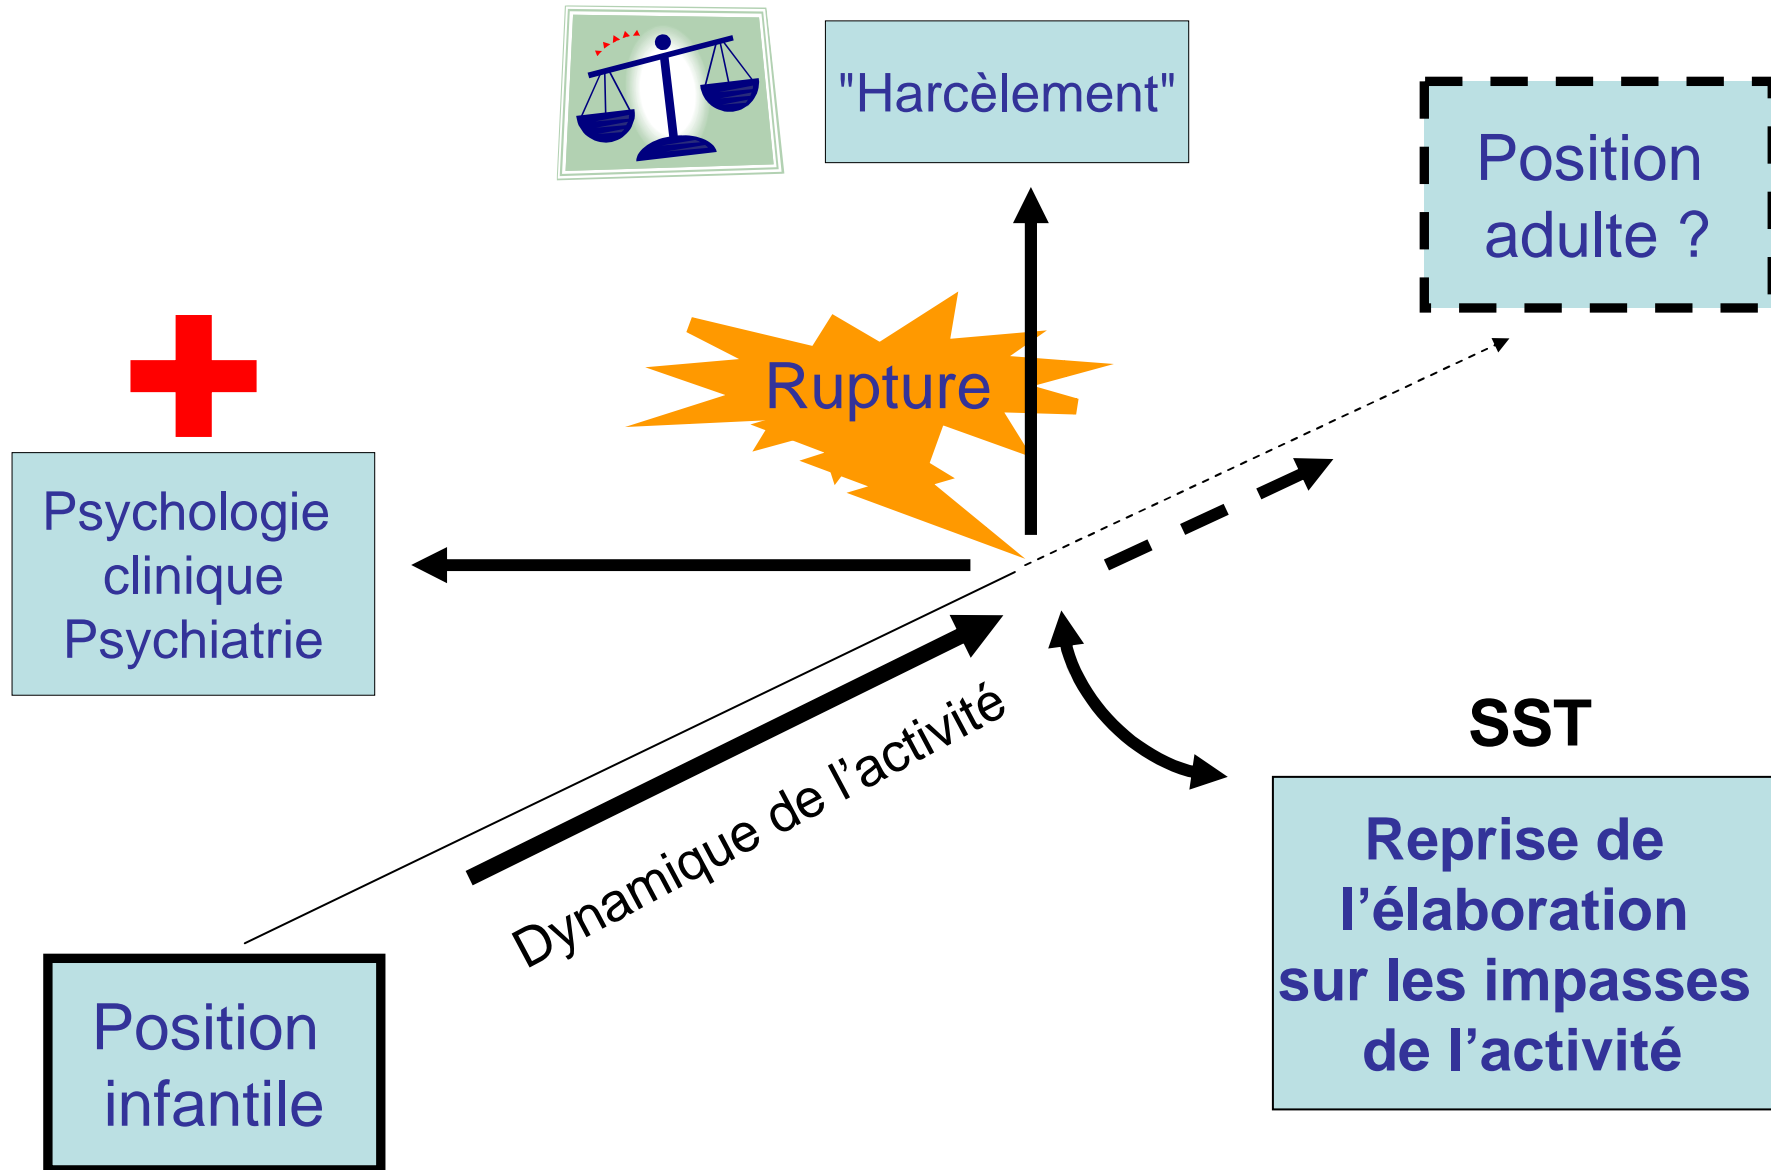 "Harcèlement"
Position
adulte ?
Rupture
Psychologie
clinique
Psychiatrie
Dynamique de l’activité
SST
Reprise de
l’élaboration
sur les impasses
de l’activité
Position
infantile